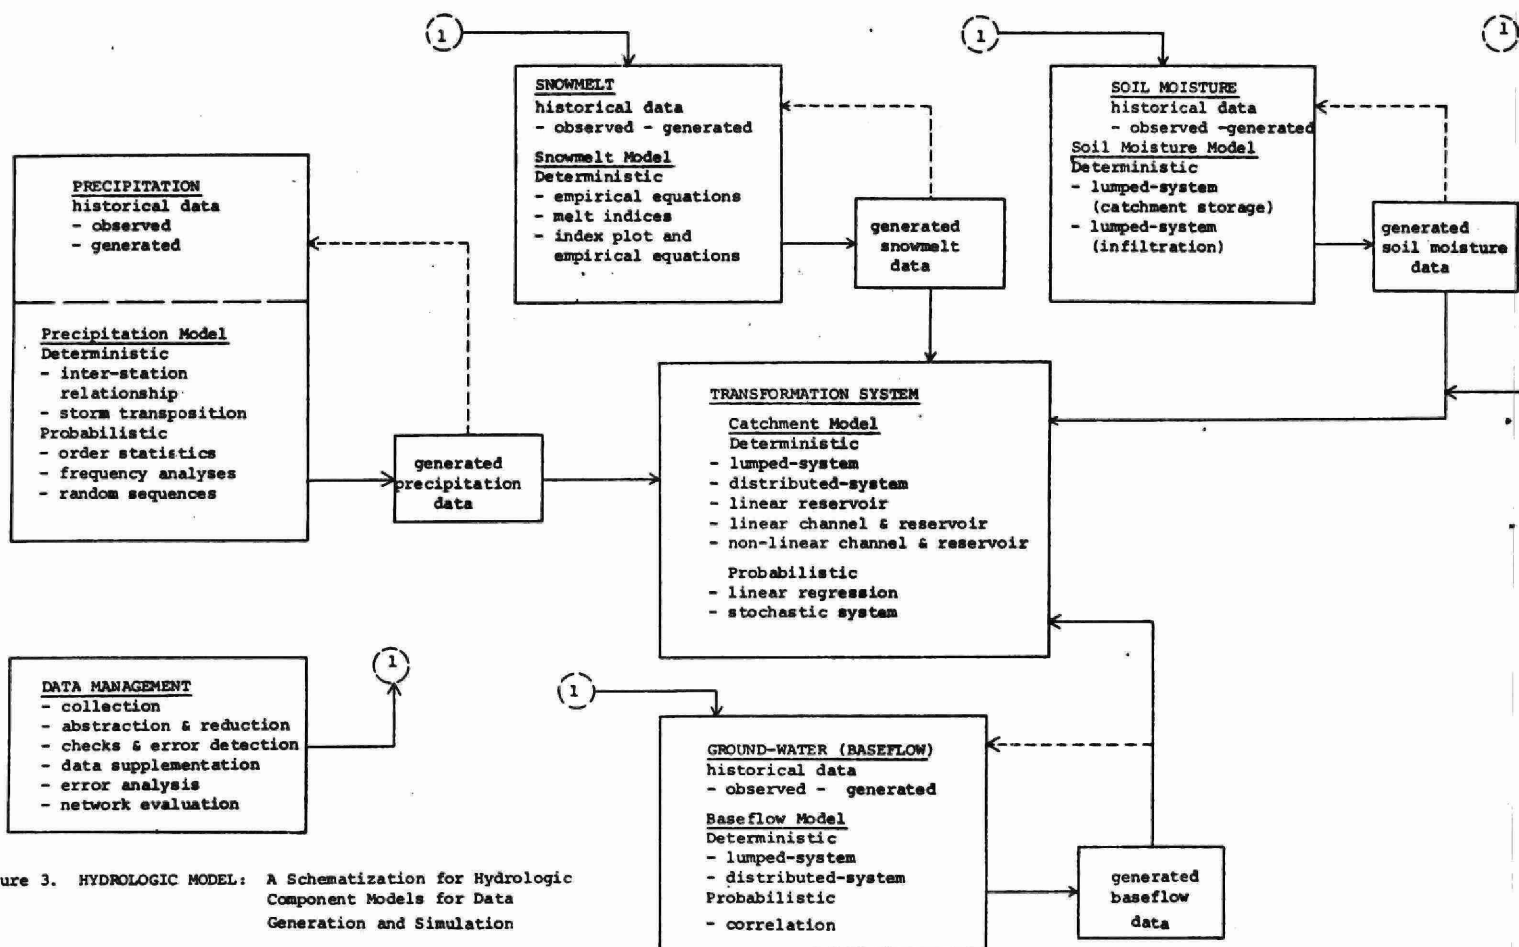 1
1
1
SNOWMELT
historical data
- observed - generated
Snowmelt Model
Deterministic
- empirical equations
- melt indices
- index plot and
empirical equations
generated
snowmelt
data
SOIL MOISTURE
historical data
- observed -generated
Soil Moisture Model
Deterministic
- lumped-system
(catchment storage)
- lumped-system
(infiltration)
generated
soil moisture
data
PRECIPITATION
historical data
- observed
- generated
Precipitation Model
Deterministic
- inter-station
relationship
- storm transposition
Probabilistic
- order statistics
- frequency analyses
- random sequences
generated
precipitation
data
TRANSFORMATION SYSTEM
Catchment Model
Deterministic
- lumped-system
- distributed-system
- linear reservoir
- linear channel & reservoir
- non-linear channel & reservoir
Probabilistic
- linear regression
- stochastic system
DATA MANAGEMENT
- collection
- abstraction & reduction
- checks & error detection
- data supplementation
- error analysis
- network evaluation
1
1
GROUND-WATER (BASEFLOW)
historical data
- observed - generated
Baseflow Model
Deterministic
- lumped-system
- distributed-system
Probabilistic
- correlation
generated
baseflow
data
ure 3. HYDROLOGIC MODEL: A Schematization for Hydrologic
Component Models for Data
Generation and Simulation